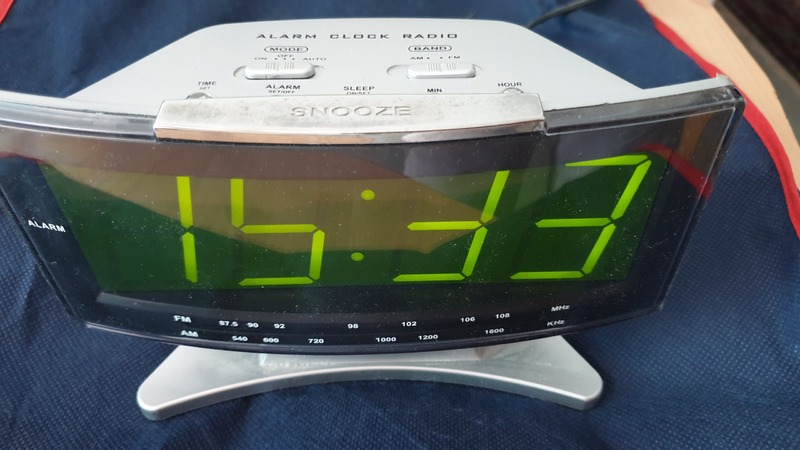 ALARM CLOCK RADIO
MODE BAND
OFF
ON AUTO AM FM
TIME SET ALARM SET/OFF SLEEP ON/SET MIN HOUR
SNOOZE
15:33
ALARM
FM 87.5 90 92 98 102 106 108 MHz
AM 540 600 720 1000 1200 1600 KHz